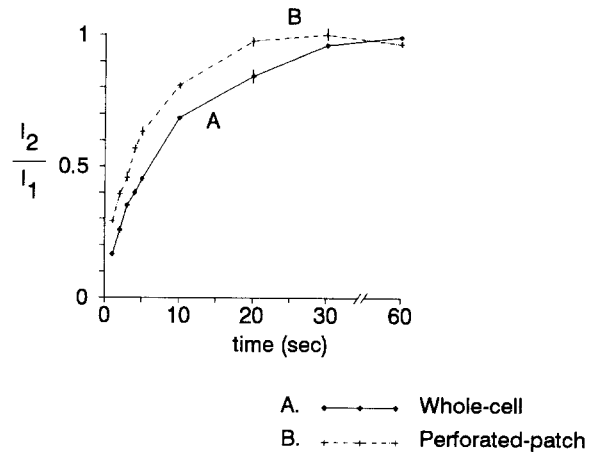 B
1
A
I2
I1
0.5
0
0 10 20 30 60
time (sec)
A. Whole-cell
B. Perforated-patch